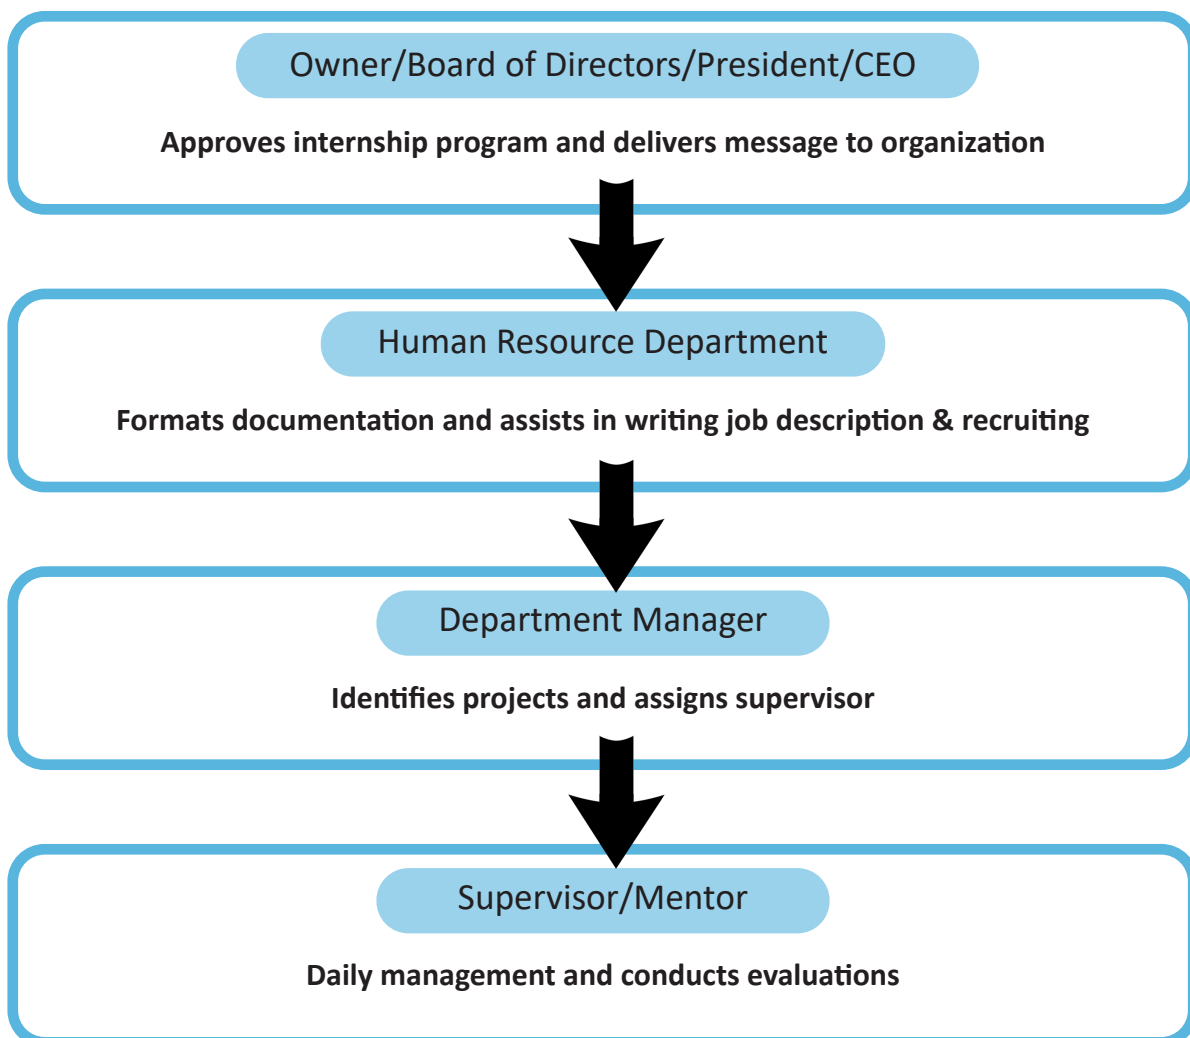 Owner/Board of Directors/President/CEO
Approves internship program and delivers message to organization
Human Resource Department
Formats documentation and assists in writing job description & recruiting
Department Manager
Identifies projects and assigns supervisor
Supervisor/Mentor
Daily management and conducts evaluations